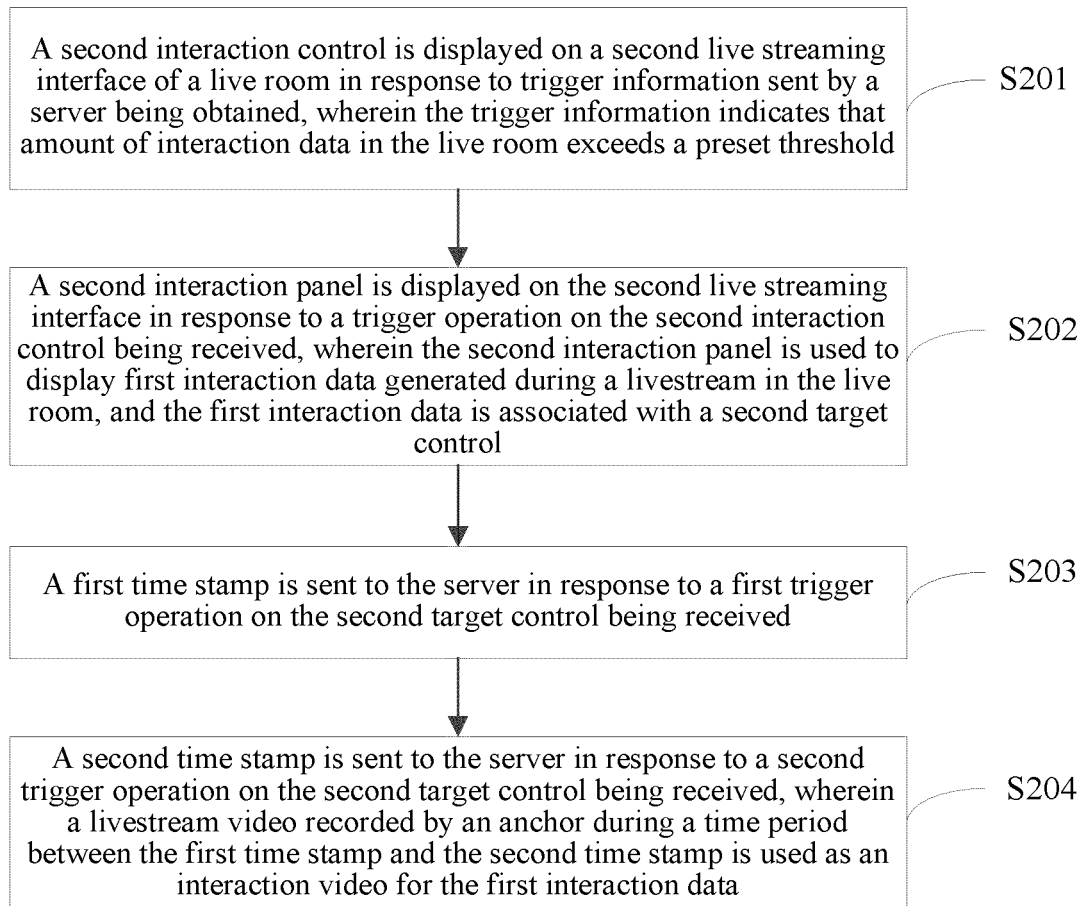 A second interaction control is displayed on a second live streaming
interface of a live room in response to trigger information sent by a
server being obtained, wherein the trigger information indicates that
amount of interaction data in the live room exceeds a preset threshold
S201
A second interaction panel is displayed on the second live streaming
interface in response to a trigger operation on the second interaction
control being received, wherein the second interaction panel is used to
display first interaction data generated during a livestream in the live
room, and the first interaction data is associated with a second target
control
S202
A first time stamp is sent to the server in response to a first trigger
operation on the second target control being received
S203
A second time stamp is sent to the server in response to a second
trigger operation on the second target control being received, wherein
a livestream video recorded by an anchor during a time period
between the first time stamp and the second time stamp is used as an
interaction video for the first interaction data
S204